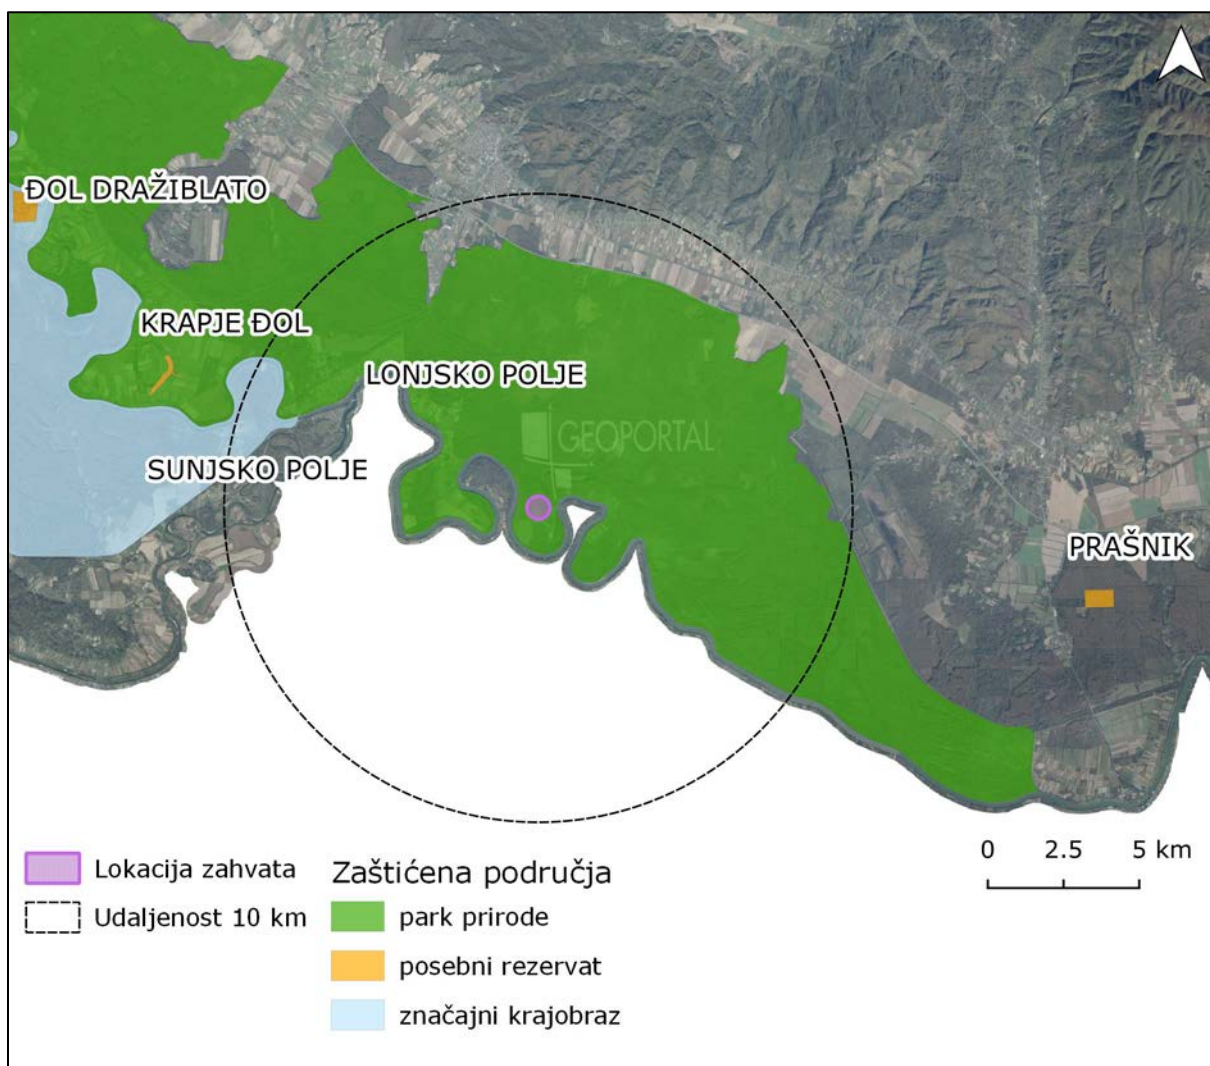 ĐOL DRAŽIBLATO
KRAPJE ĐOL
LONJSKO POLJE
GEOPORTAL
SUNJSKO POLJE
PRAŠNIK
0 2.5 5 km
Lokacija zahvata
Udaljenost 10 km
Zaštićena područja
park prirode
posebni rezervat
značajni krajobraz